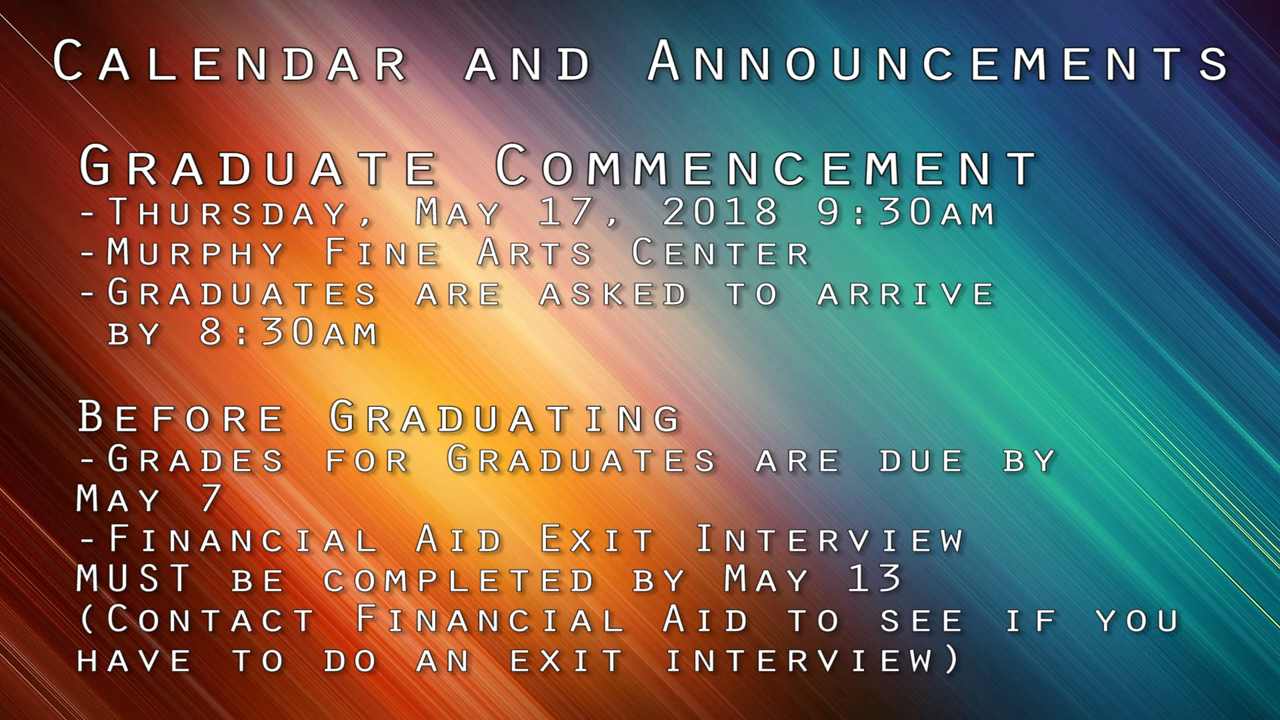 Calendar and Announcements
Graduate Commencement
-Thursday, May 17, 2018 9:30am
-Murphy Fine Arts Center
-Graduates are asked to arrive
by 8:30am
Before Graduating
-Grades for Graduates are due by
May 7
-Financial Aid Exit Interview
MUST be completed by May 13
(Contact Financial Aid to see if you
have to do an exit interview)